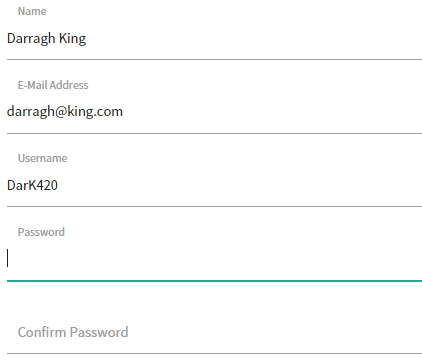 Name
Darragh King
E-Mail Address
darragh@king.com
Username
DarK420
Password
Confirm Password